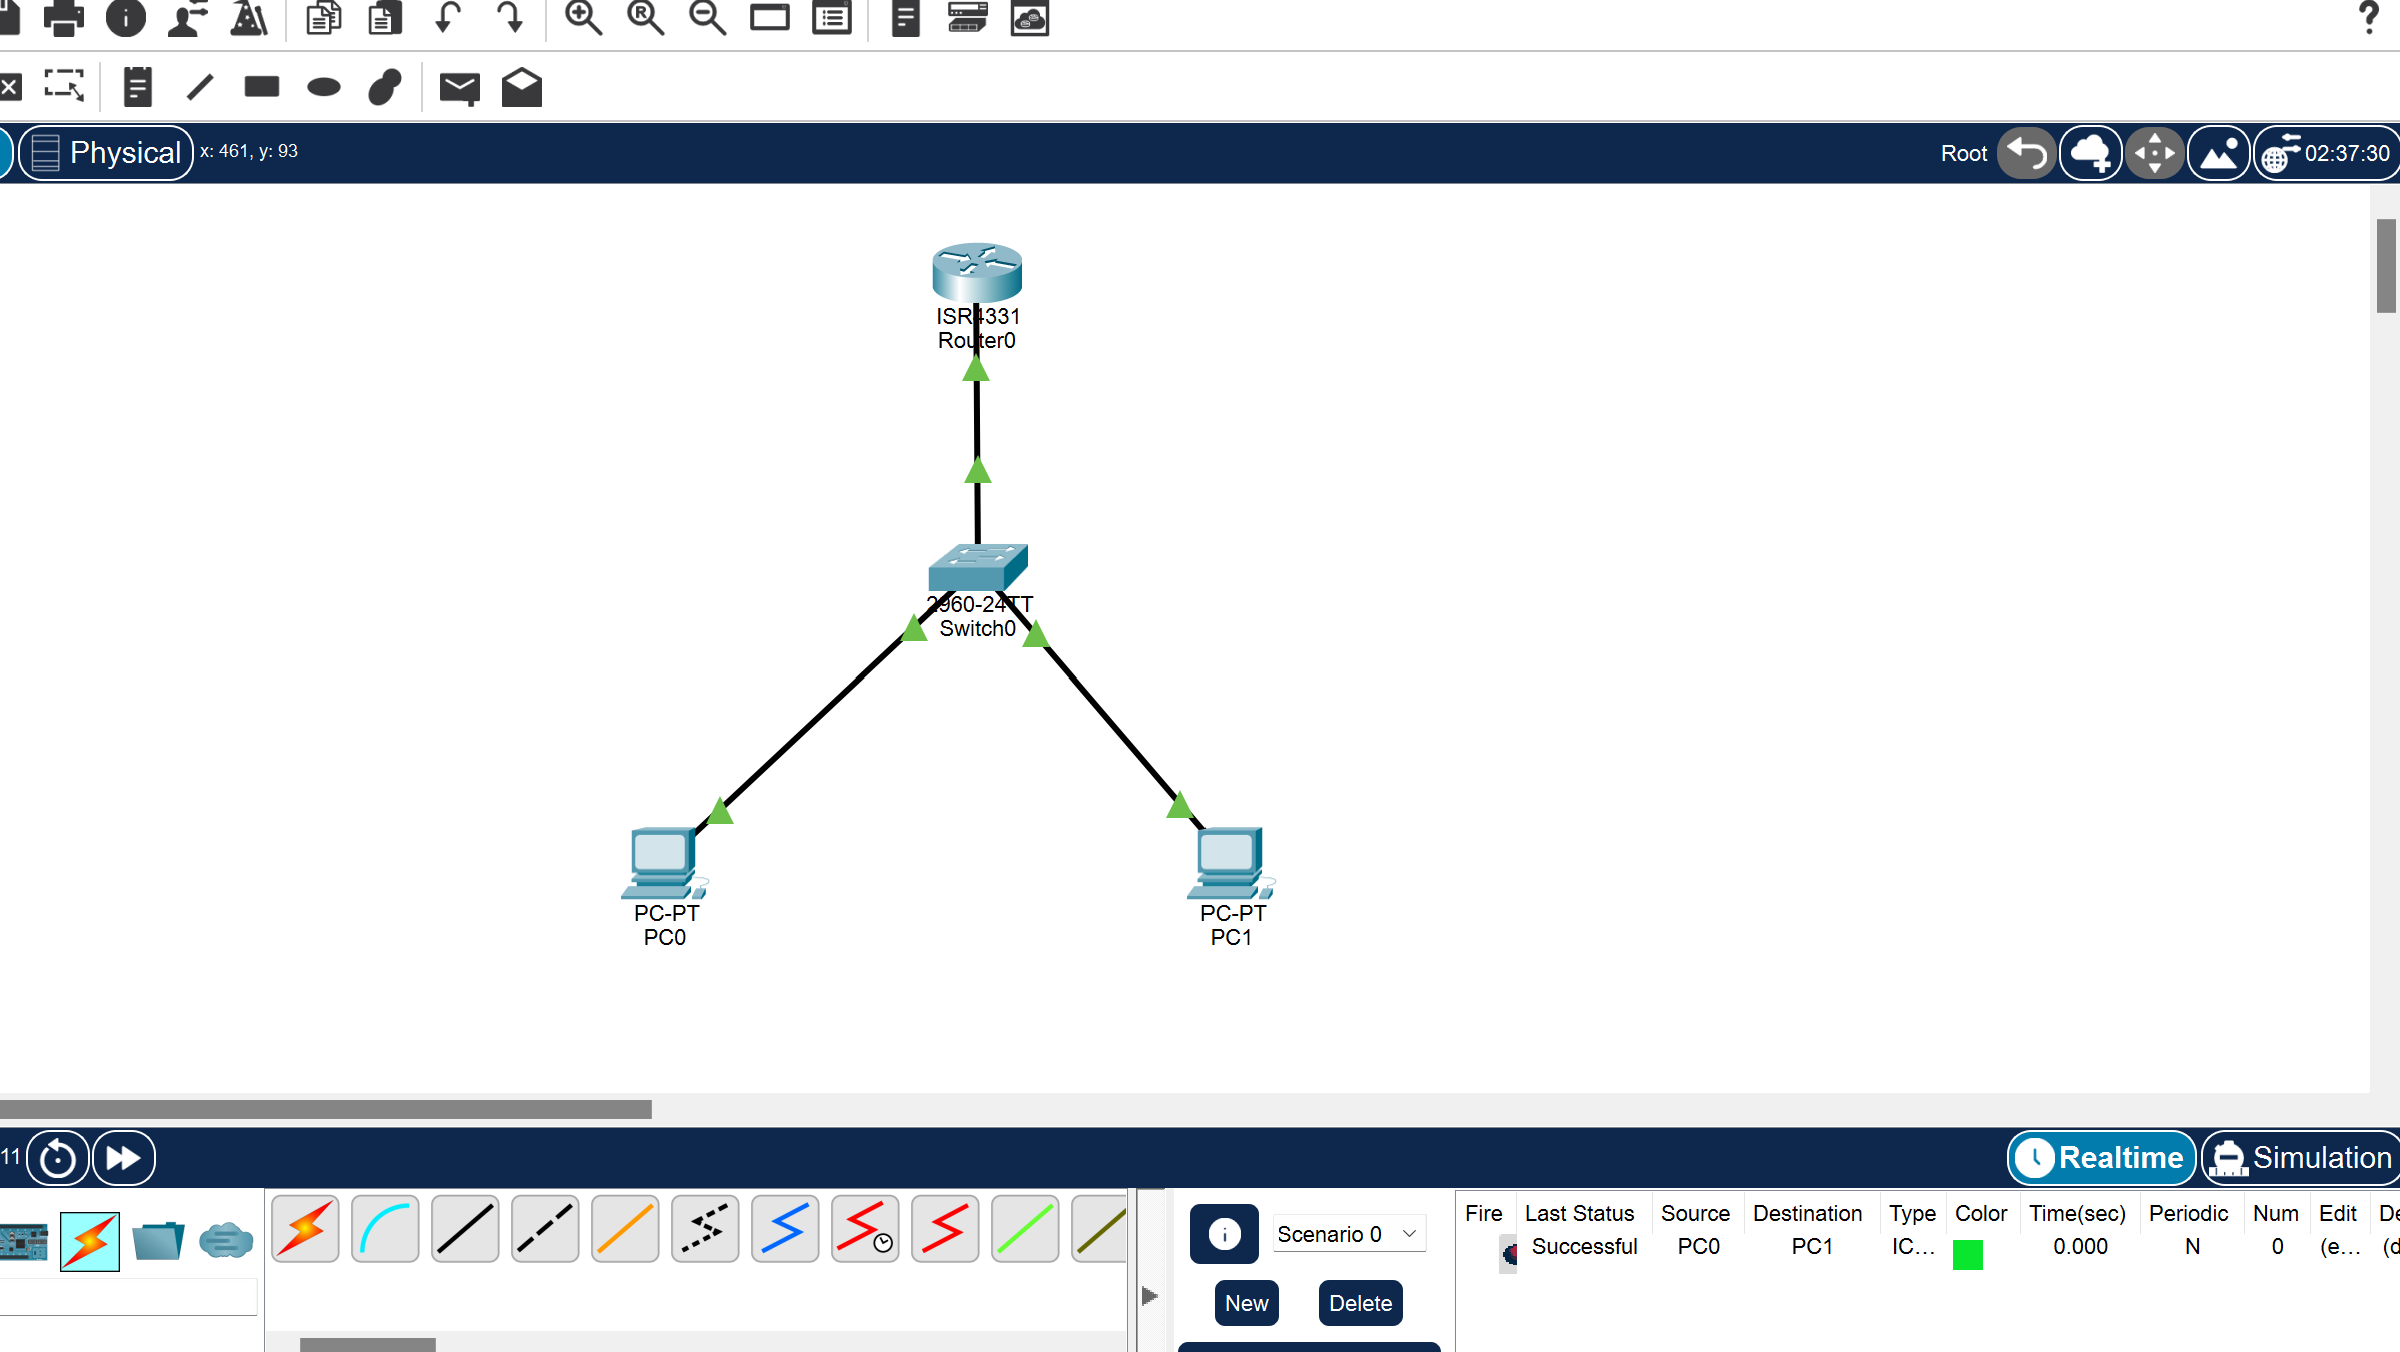 Physical
x: 461, y: 93
Root
02:37:30
ISR4331
Router0
2960-24TT
Switch0
PC-PT
PC0
PC-PT
PC1
11
Realtime
Simulation
Scenario 0
New
Delete
Fire Last Status Source Destination Type Color Time(sec) Periodic Num Edit
Successful PC0 PC1 IC... 0.000 N 0 (e... (d